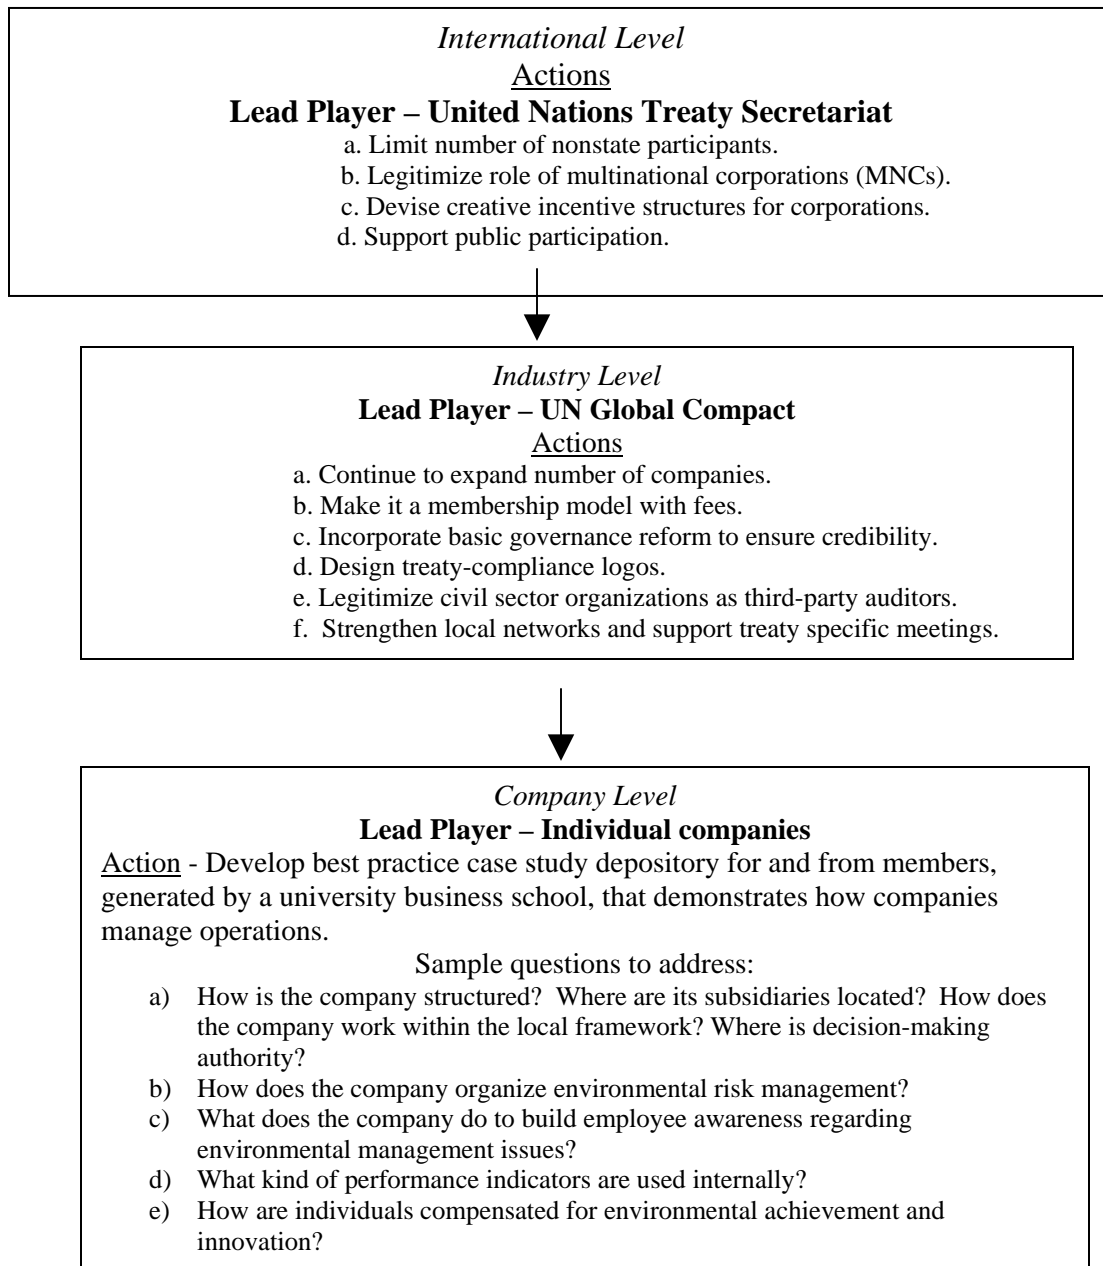 International Level
Actions
Lead Player – United Nations Treaty Secretariat
a. Limit number of nonstate participants.
b. Legitimize role of multinational corporations (MNCs).
c. Devise creative incentive structures for corporations.
d. Support public participation.
Industry Level
Lead Player – UN Global Compact
Actions
a. Continue to expand number of companies.
b. Make it a membership model with fees.
c. Incorporate basic governance reform to ensure credibility.
d. Design treaty-compliance logos.
e. Legitimize civil sector organizations as third-party auditors.
f. Strengthen local networks and support treaty specific meetings.
Company Level
Lead Player – Individual companies
Action - Develop best practice case study depository for and from members,
generated by a university business school, that demonstrates how companies
manage operations.
Sample questions to address:
a) How is the company structured? Where are its subsidiaries located? How does
the company work within the local framework? Where is decision-making
authority?
b) How does the company organize environmental risk management?
c) What does the company do to build employee awareness regarding
environmental management issues?
d) What kind of performance indicators are used internally?
e) How are individuals compensated for environmental achievement and
innovation?